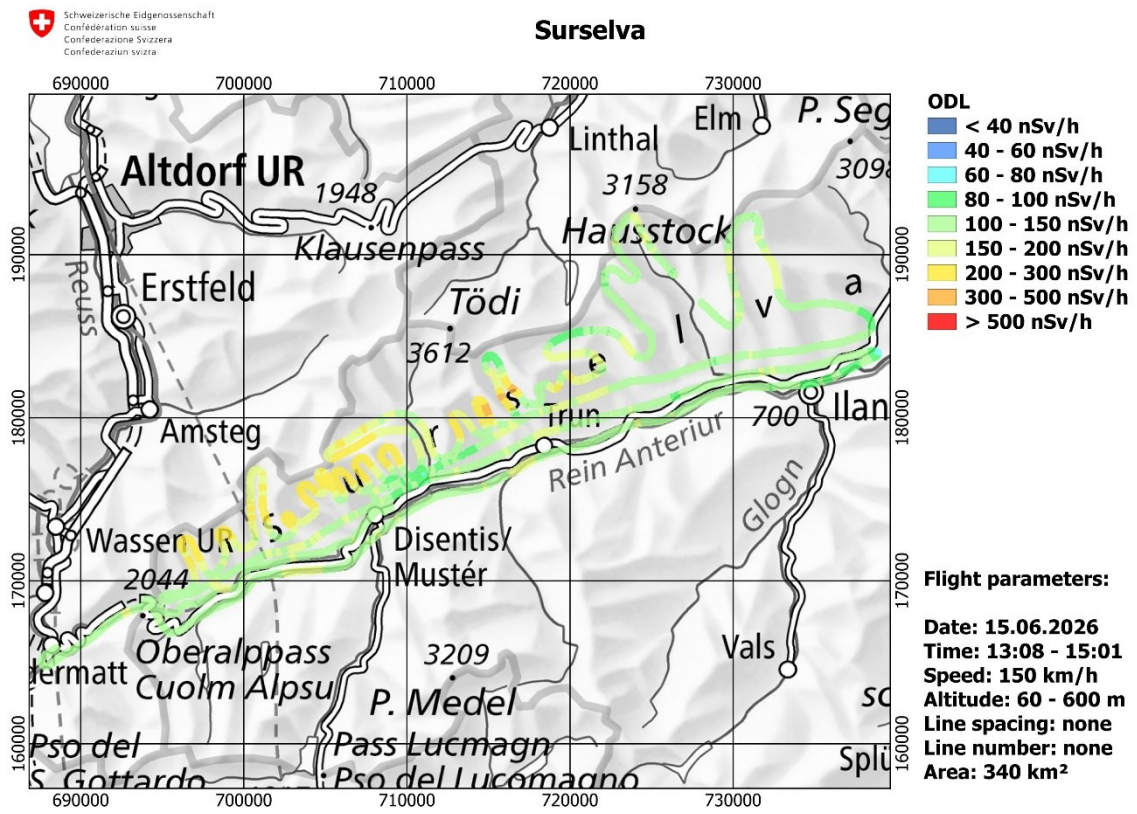 Schweizerische Eidgenossenschaft
Confédération suisse
Confederazione Svizzera
Confederaziun svizra
Surselva
690000 700000 710000 720000 730000
ODL
< 40 nSv/h
40 - 60 nSv/h
60 - 80 nSv/h
80 - 100 nSv/h
100 - 150 nSv/h
150 - 200 nSv/h
200 - 300 nSv/h
300 - 500 nSv/h
> 500 nSv/h
Elm
P. Seg
Linthal
3098
Altdorf UR
1948
3158
Klausenpass
Hausstock
190000
190000
Reuss
Erstfeld
Tödi
3612
S u r s e l v a
180000
180000
Amsteg
Trun
700
Ilan
Rein Anteriur
Glogn
Wassen UR
Disentis/
Mustér
2044
170000
170000
dermatt
Oberalppass
Cuolm Alpsu
3209
P. Medel
Vals
160000
160000
Pso del
S. Gottardo
Pass Lucmagn
Pso del Lucomagno
Splü
690000 700000 710000 720000 730000
Flight parameters:
Date: 15.06.2026
Time: 13:08 - 15:01
Speed: 150 km/h
Altitude: 60 - 600 m
Line spacing: none
Line number: none
Area: 340 km²